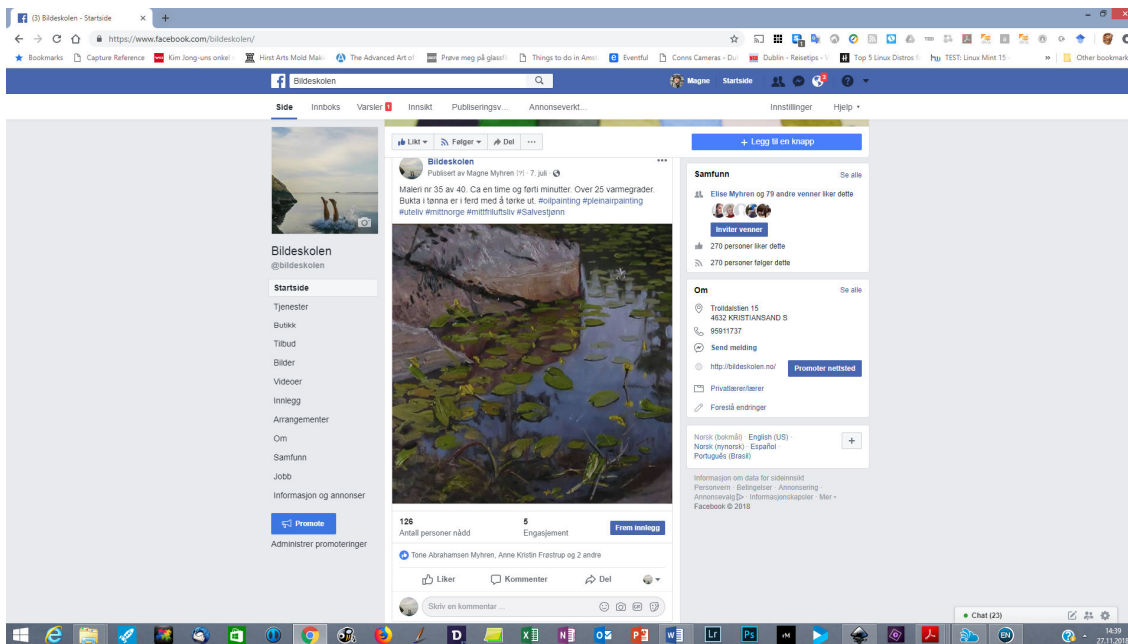 (3) Bildeskolen - Startside
https://www.facebook.com/bildeskolen/
Bookmarks
Capture Reference
Kim Jong-uns onkel
Hirst Arts Mold Maki
The Advanced Art of
Prøve meg på glassfi
Things to do in Ams
Eventful
Conns Cameras - Du
Dublin - Reisetips - V
Top 5 Linux Distros fo
TEST: Linux Mint 15 -
Other bookmark
Bildeskolen
Magne
Startside
Side
Innboks
Varsler 1
Innsikt
Publiseringsv...
Annonseverkt...
Innstillinger
Hjelp
Likt
Følger
Del
+ Legg til en knapp
Bildeskolen
@bildeskolen
Startside
Tjenester
Butikk
Tilbud
Bilder
Videoer
Innlegg
Arrangementer
Om
Samfunn
Jobb
Informasjon og annonser
Promote
Administrer promoteringer
Bildeskolen
Publisert av Magne Myhren [?] · 7. juli ·
Maleri nr 35 av 40. Ca en time og førti minutter. Over 25 varmegrader.
Bukta i tønna er i ferd med å tørke ut. #oilpainting #pleinairpainting
#uteliv #mittnorge #mittfriluftsliv #Salvestjønn
126
Antall personer nådd
5
Engasjement
Frem innlegg
Tone Abrahamsen Myhren, Anne Kristin Frøstrup og 2 andre
Liker
Kommenter
Del
Skriv en kommentar ...
Samfunn
Se alle
Elise Myhren og 79 andre venner liker dette
Inviter venner
270 personer liker dette
270 personer følger dette
Om
Se alle
Trolldalstien 15
4632 KRISTIANSAND S
95911737
Send melding
http://bildeskolen.no/
Promoter nettsted
Privatlærer/lærer
Foreslå endringer
Norsk (bokmål) · English (US) ·
Norsk (nynorsk) · Español ·
Português (Brasil)
Informasjon om data for sideinnsikt
Personvern · Betingelser · Annonsering ·
Annonsevalg · Informasjonskapsler · Mer
Facebook © 2018
Chat (23)
14:39
27.11.2018